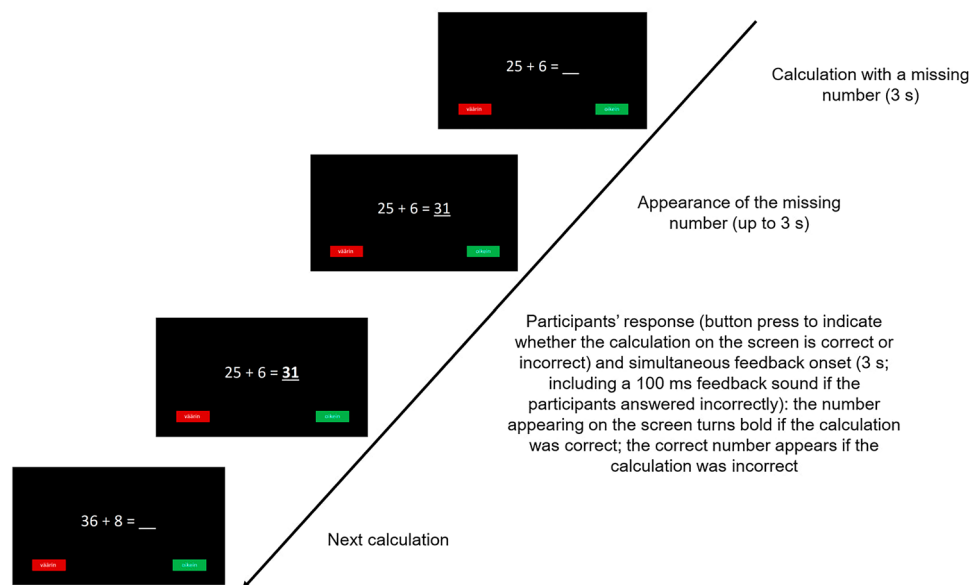 25 + 6 = __
väärin
oikein
Calculation with a missing
number (3 s)
25 + 6 = 31
väärin
oikein
Appearance of the missing
number (up to 3 s)
25 + 6 = 31
väärin
oikein
Participants’ response (button press to indicate
whether the calculation on the screen is correct or
incorrect) and simultaneous feedback onset (3 s;
including a 100 ms feedback sound if the
participants answered incorrectly): the number
appearing on the screen turns bold if the calculation
was correct; the correct number appears if the
calculation was incorrect
36 + 8 = __
väärin
oikein
Next calculation